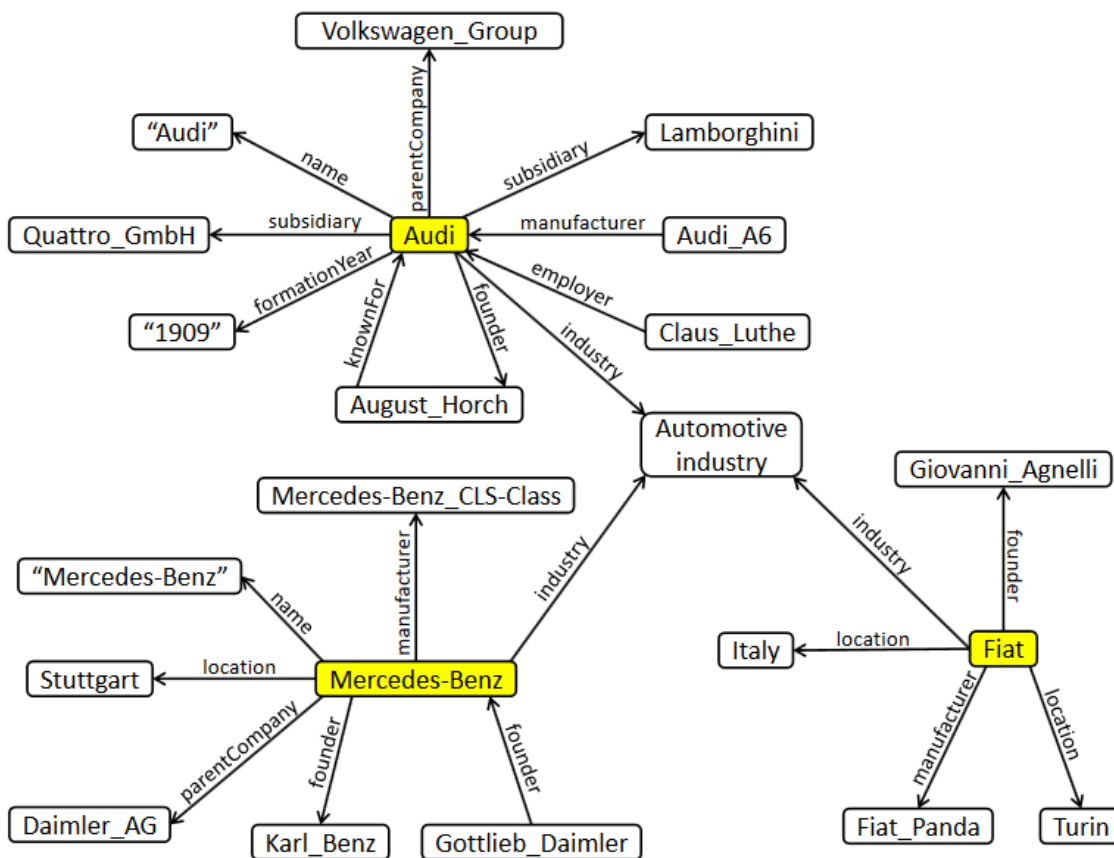 Volkswagen_Group
parentCompany
“Audi”
name
Lamborghini
subsidiary
Quattro_GmbH
subsidiary
Audi
manufacturer
Audi_A6
formationYear
employer
“1909”
knownFor
founder
industry
Claus_Luthe
August_Horch
Automotive
industry
Giovanni_Agnelli
Mercedes-Benz_CLS-Class
manufacturer
industry
industry
founder
“Mercedes-Benz”
name
Italy
location
Fiat
Stuttgart
location
Mercedes-Benz
parentCompany
founder
founder
manufacturer
location
Daimler_AG
Karl_Benz
Gottlieb_Daimler
Fiat_Panda
Turin